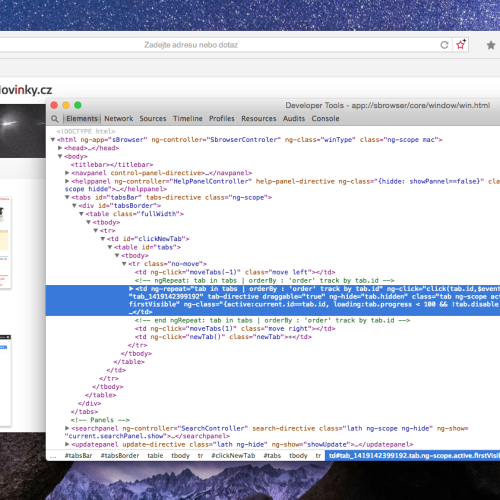 Zadejte adresu nebo dotaz
Novinky.cz
Developer Tools - app://sbrowser/core/window/win.html
Elements Network Sources Timeline Profiles Resources Audits Console
<!DOCTYPE html>
▼<html ng-app="sBrowser" ng-controller="SbrowserControler" ng-class="winType" class="ng-scope mac">
▶<head>…</head>
▼<body>
<titlebar></titlebar>
▶<navpanel control-panel-directive>…</navpanel>
▶<helppanel ng-controller="HelpPanelController" help-panel-directive ng-class="{hide: showPannel==false}"
scope hidde">…</helppanel>
▼<tabs id="tabsBar" tabs-directive class="ng-scope">
▼<div id="tabsBorder">
▼<table class="fullWidth">
▼<tbody>
▼<tr>
▼<td id="clickNewTab">
▼<table id="tabs">
▼<tbody>
▼<tr class="no-move">
<td ng-click="moveTabs(-1)" class="move left"></td>
<!-- ngRepeat: tab in tabs | orderBy : 'order' track by tab.id -->
▶<td ng-repeat="tab in tabs | orderBy : 'order' track by tab.id" ng-click="click(tab.id,$event
"tab_1419142399192" tab-directive draggable="true" ng-hide="tab.hidden" class="tab ng-scope
firstVisible" ng-class="{active:current.id==tab.id, loading:tab.progress < 100 && !tab.disable
…</td>
<!-- end ngRepeat: tab in tabs | orderBy : 'order' track by tab.id -->
<td ng-click="moveTabs(1)" class="move right"></td>
<td ng-click="newTab()" class="newTab">+</td>
</tr>
</tbody>
</table>
</td>
</tr>
</tbody>
</table>
</div>
</tabs>
<!-- Panels -->
▶<searchpanel ng-controller="SearchController" search-directive class="lath ng-scope ng-hide" ng-show=
"current.searchPanel.show">…</searchpanel>
▶<updatepanel update-directive class="lath ng-hide" ng-show="showUpdate">…</updatepanel>
... #tabsBar #tabsBorder table tbody tr #clickNewTab #tabs tbody tr td#tab_1419142399192.tab.ng-scope.active.firstVisi